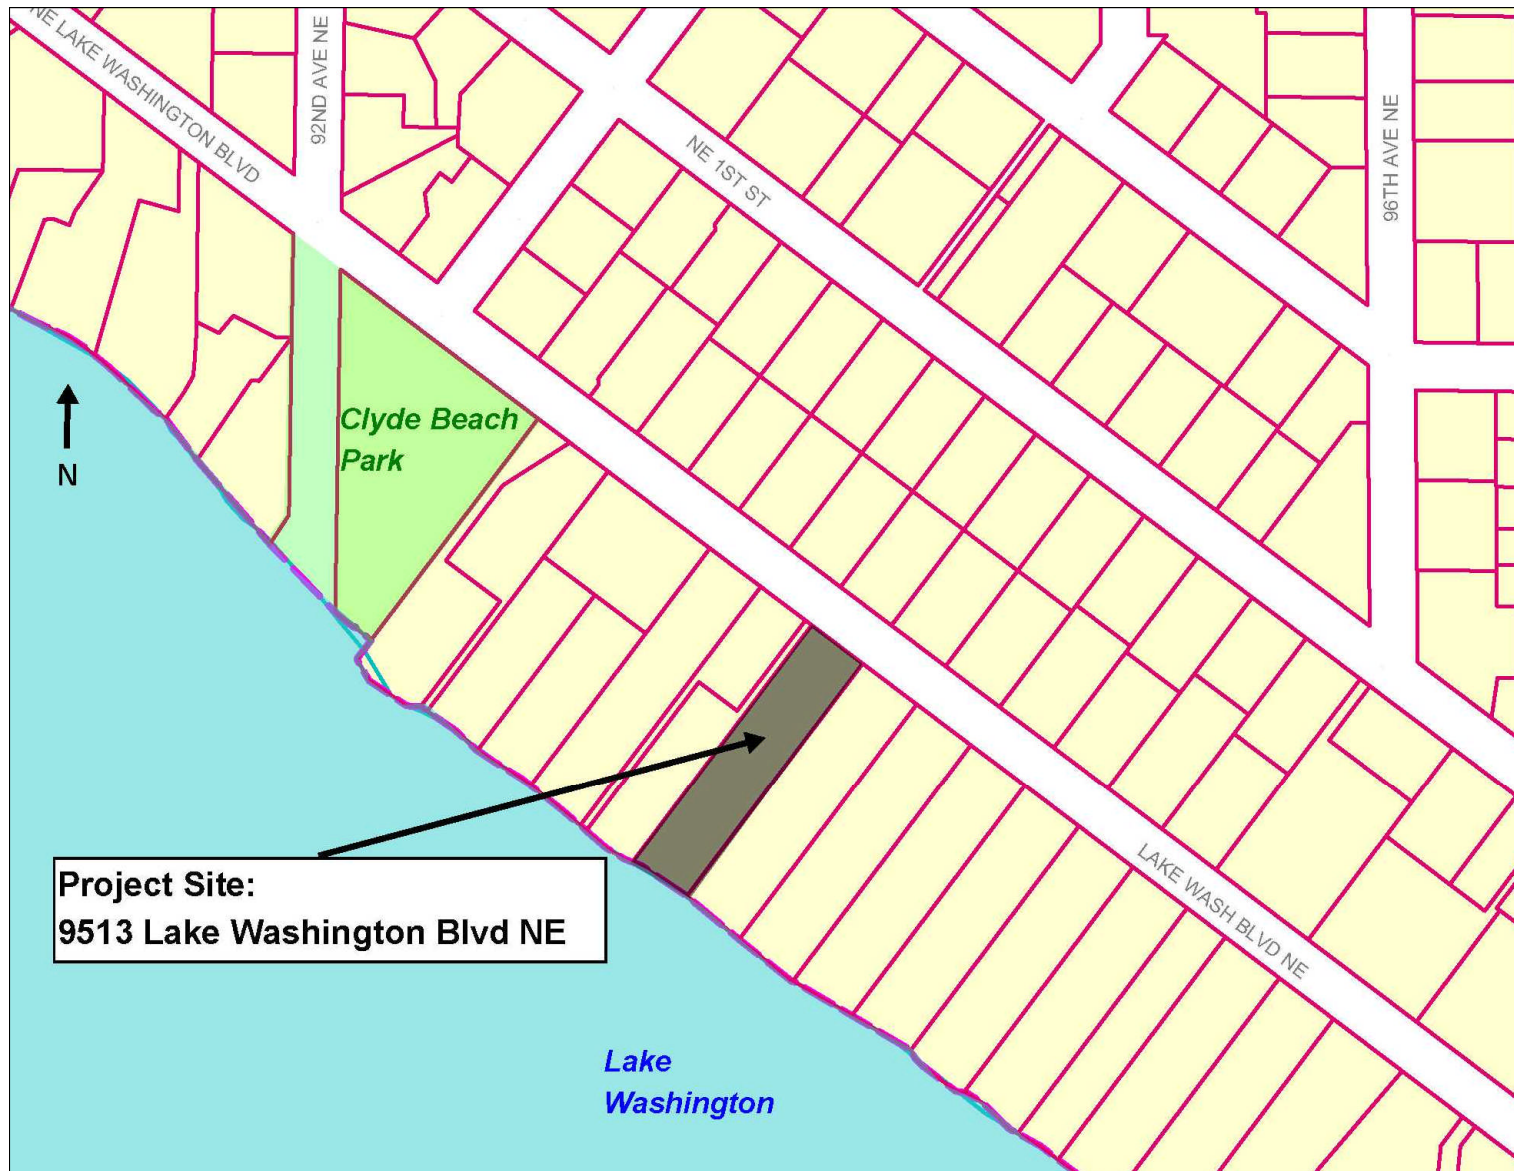 NE LAKE WASHINGTON BLVD
92ND AVE NE
NE 1ST ST
96TH AVE NE
Clyde Beach
Park
N
Project Site:
9513 Lake Washington Blvd NE
LAKE WASH BLVD NE
Lake
Washington